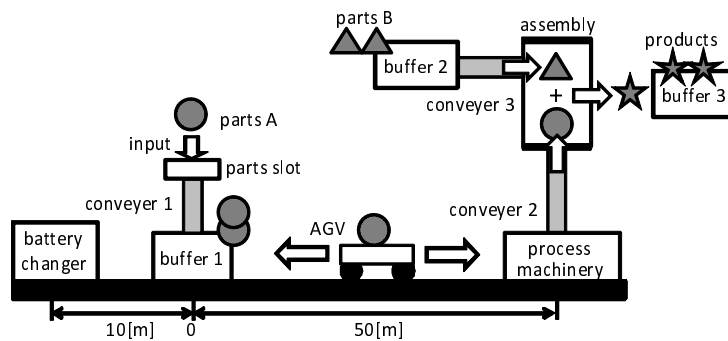 parts B
assembly
products
buffer 2
conveyer 3
+
buffer 3
parts A
input
parts slot
conveyer 1
conveyer 2
AGV
battery
changer
buffer 1
process
machinery
10[m]
0
50[m]